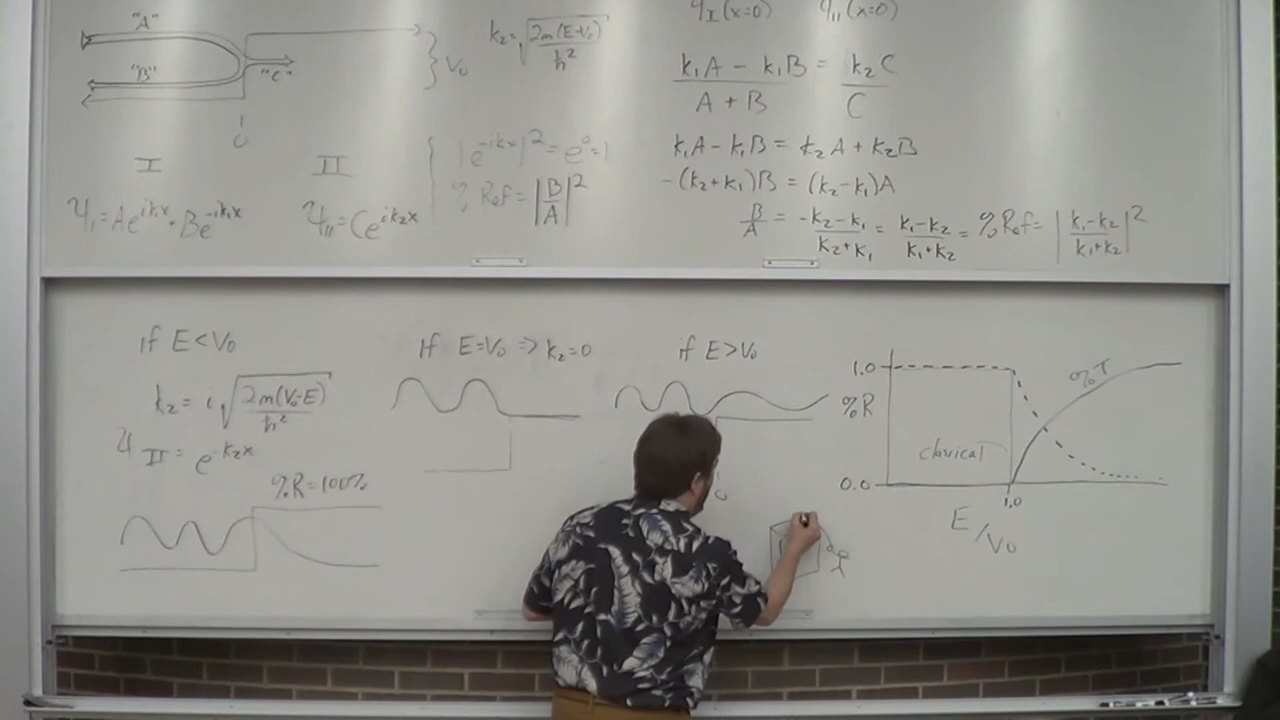 "A"
"B"
"C"
V₀
0
I
II
Ψ_I = Ae^{ik₁x} + Be^{-ik₁x}
Ψ_II = Ce^{ik₂x}
k₂ = √(2m(E-V₀)/ħ²)
|e^{-ikx}|² = e⁰ = 1
% Ref = |B/A|²
Ψ_I(x=0) Ψ_II(x=0)
(k₁A - k₁B)/(A + B) = k₂C/C
k₁A - k₁B = k₂A + k₂B
-(k₂+k₁)B = (k₂-k₁)A
B/A = -(k₂-k₁)/(k₂+k₁) = (k₁-k₂)/(k₁+k₂) = %Ref = |(k₁-k₂)/(k₁+k₂)|²
if E < V₀
k₂ = i√(2m(V₀-E)/ħ²)
Ψ_II = e^{-k₂x}
%R = 100%
If E = V₀ ⇒ k₂ = 0
if E > V₀
0
1.0
%R
0.0
classical
%T
1.0
E/V₀